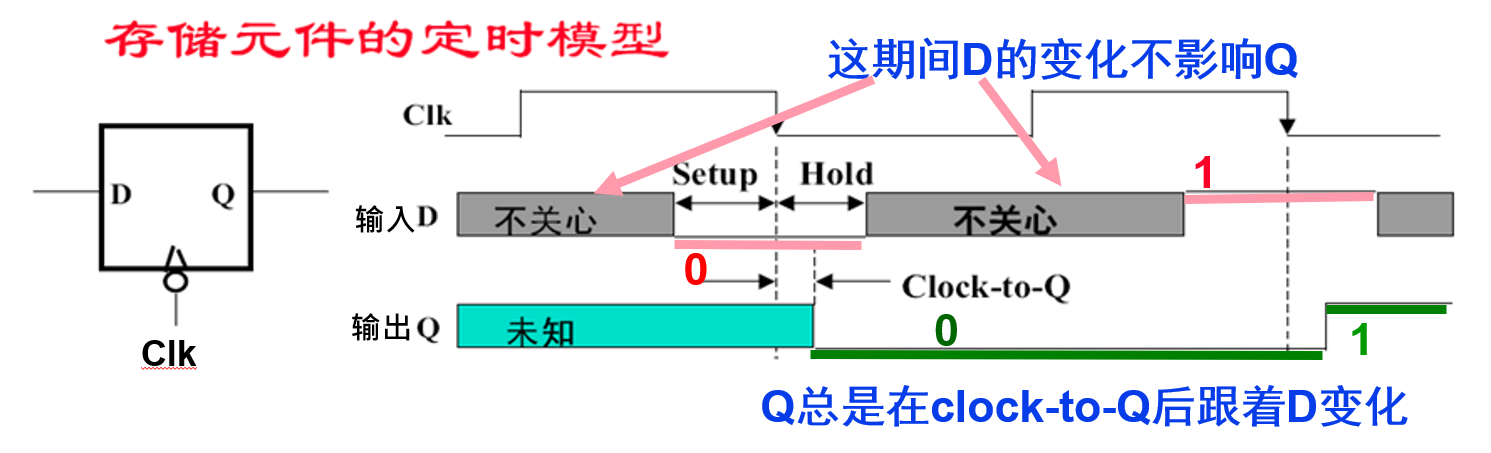 存储元件的定时模型
这期间D的变化不影响Q
Clk
Setup Hold
1
D Q
输入D
不关心
不关心
0
Clock-to-Q
输出Q
未知
0
1
Clk
Q总是在clock-to-Q后跟着D变化